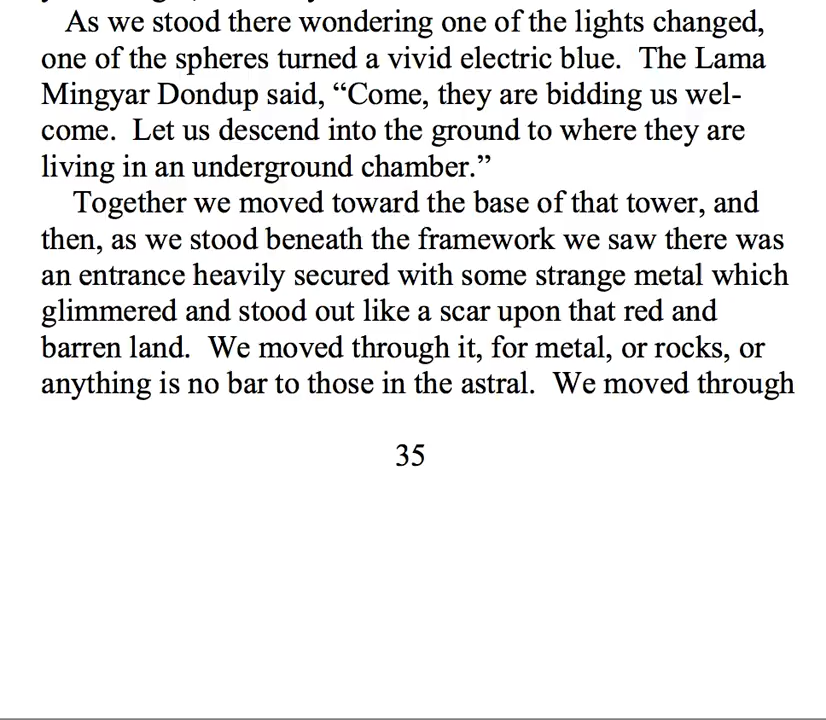 As we stood there wondering one of the lights changed,
one of the spheres turned a vivid electric blue. The Lama
Mingyar Dondup said, “Come, they are bidding us wel-
come. Let us descend into the ground to where they are
living in an underground chamber.”
Together we moved toward the base of that tower, and
then, as we stood beneath the framework we saw there was
an entrance heavily secured with some strange metal which
glimmered and stood out like a scar upon that red and
barren land. We moved through it, for metal, or rocks, or
anything is no bar to those in the astral. We moved through
35